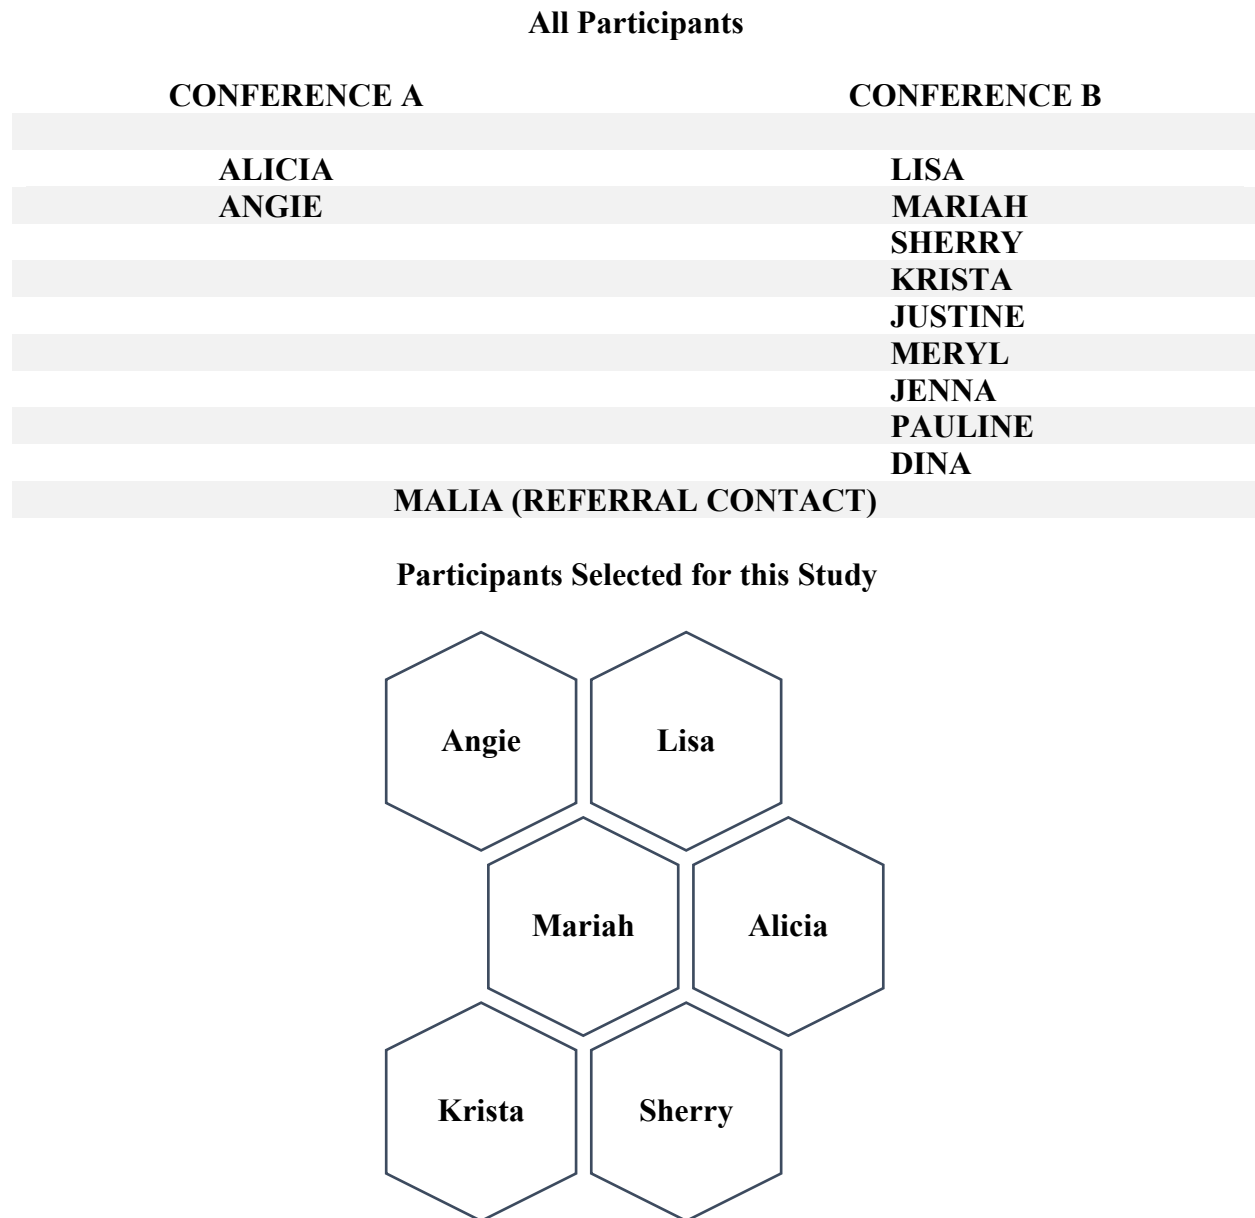 All Participants
CONFERENCE A CONFERENCE B
ALICIA LISA
ANGIE MARIAH
SHERRY
KRISTA
JUSTINE
MERYL
JENNA
PAULINE
DINA
MALIA (REFERRAL CONTACT)
Participants Selected for this Study
Angie Lisa
Mariah Alicia
Krista Sherry